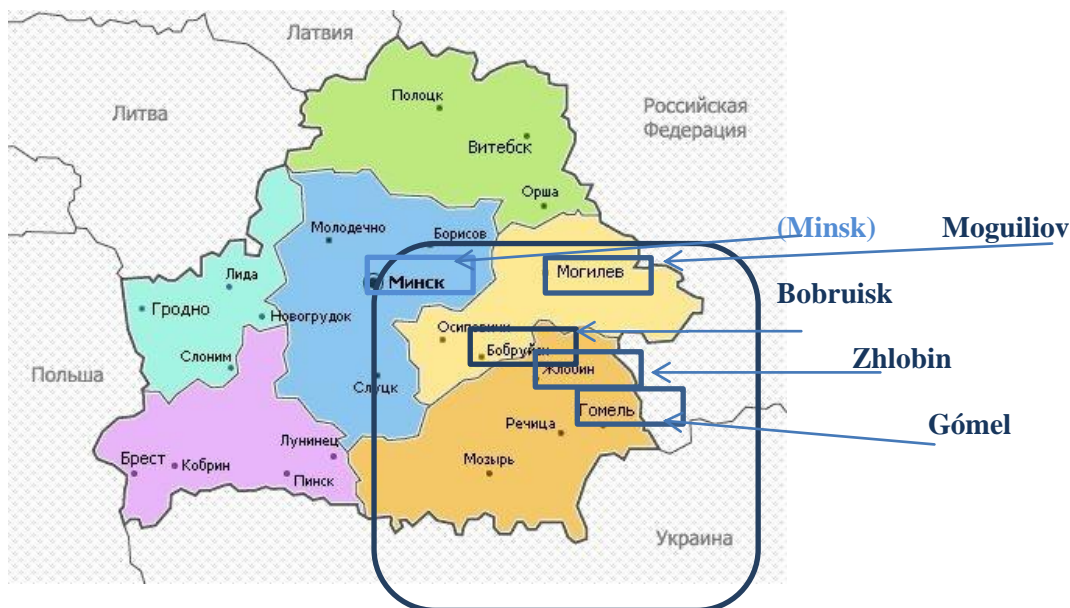 Латвия
Литва
Полоцк
Российская
Федерация
Витебск
Орша
Молодечно
Борисов
(Minsk)
Moguiliov
Лида
Минск
Могилев
Гродно
Новогрудок
Bobruisk
Осиповичи
Слоним
Бобруйск
Польша
Слуцк
Жлобин
Zhlobin
Гомель
Речица
Gómel
Лунинец
Брест
Кобрин
Пинск
Мозырь
Украина